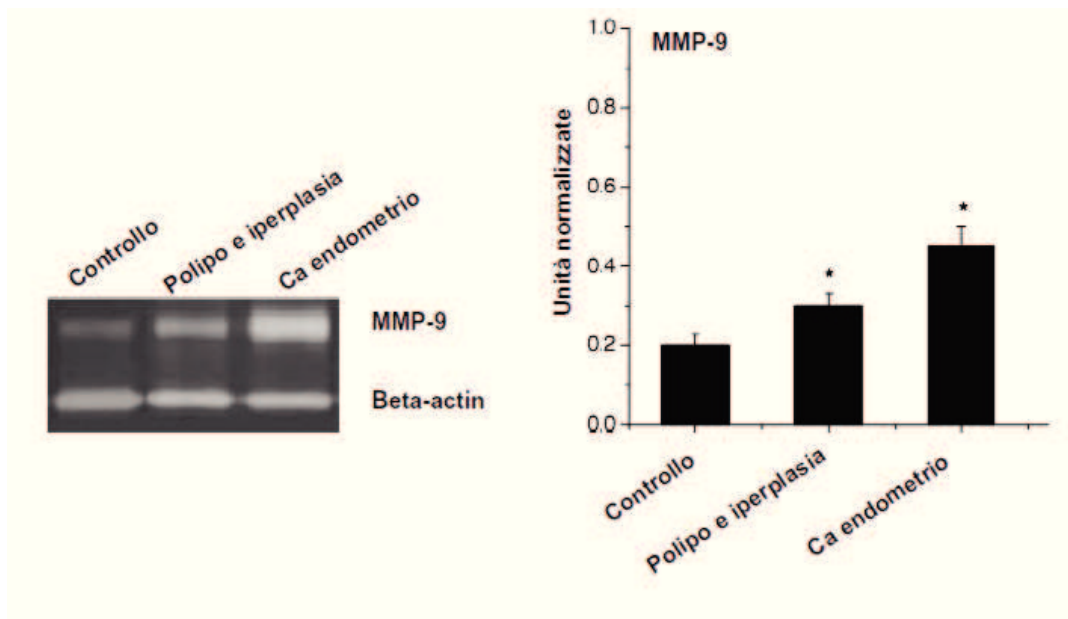 Controllo
Polipo e iperplasia
Ca endometrio
MMP-9
Beta-actin
MMP-9
Unità normalizzate
1.0
0.8
0.6
0.4
0.2
0.0
*
*
Controllo
Polipo e iperplasia
Ca endometrio